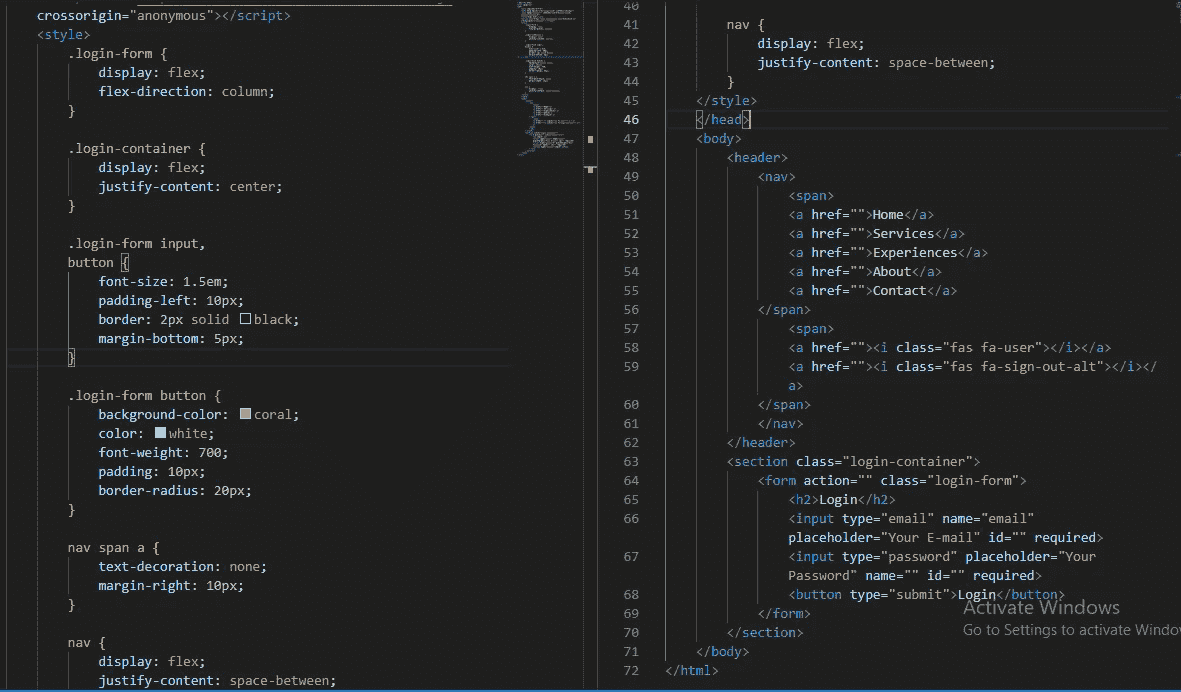 crossorigin="anonymous"></script>
<style>
.login-form {
display: flex;
flex-direction: column;
}
.login-container {
display: flex;
justify-content: center;
}
.login-form input,
button {
font-size: 1.5em;
padding-left: 10px;
border: 2px solid black;
margin-bottom: 5px;
}
.login-form button {
background-color: coral;
color: white;
font-weight: 700;
padding: 10px;
border-radius: 20px;
}
nav span a {
text-decoration: none;
margin-right: 10px;
}
nav {
display: flex;
justify-content: space-between;
40
41 nav {
42 display: flex;
43 justify-content: space-between;
44 }
45 </style>
46 </head>
47 <body>
48 <header>
49 <nav>
50 <span>
51 <a href="">Home</a>
52 <a href="">Services</a>
53 <a href="">Experiences</a>
54 <a href="">About</a>
55 <a href="">Contact</a>
56 </span>
57 <span>
58 <a href=""><i class="fas fa-user"></i></a>
59 <a href=""><i class="fas fa-sign-out-alt"></i></
a>
60 </span>
61 </nav>
62 </header>
63 <section class="login-container">
64 <form action="" class="login-form">
65 <h2>Login</h2>
66 <input type="email" name="email"
placeholder="Your E-mail" id="" required>
67 <input type="password" placeholder="Your
Password" name="" id="" required>
68 <button type="submit">Login</button>
69 </form>
70 </section>
71 </body>
72 </html>
Activate Windows
Go to Settings to activate Windo